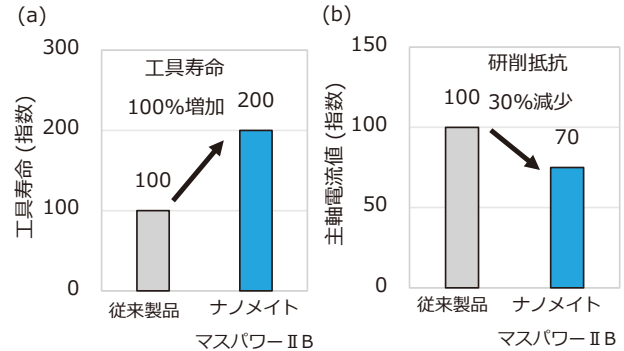 (a)
工具寿命
100%増加
工具寿命 (指数)
300
200
100
0
100
200
従来製品
ナノメイト
マスパワーⅡB
(b)
研削抵抗
30%減少
主軸電流値 (指数)
150
100
50
0
100
70
従来製品
ナノメイト
マスパワーⅡB